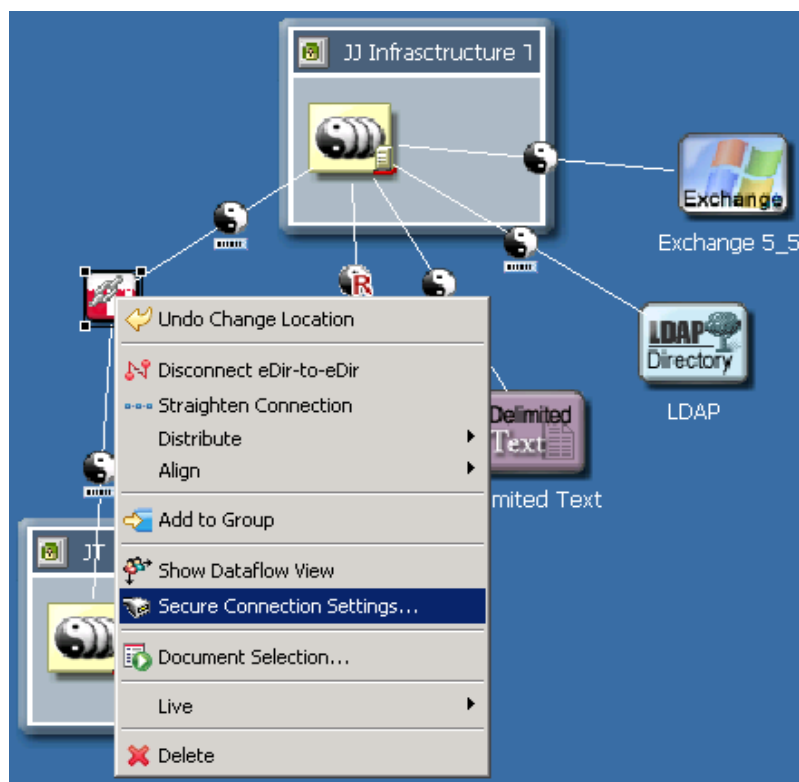 JJ Infrasctructure T
Exchange
Exchange 5_5
R
LDAP
Directory
LDAP
Undo Change Location
Disconnect eDir-to-eDir
Straighten Connection
Distribute
Align
Add to Group
Show Dataflow View
Secure Connection Settings...
Document Selection...
Live
Delete
Delimited
Text
mited Text
JT